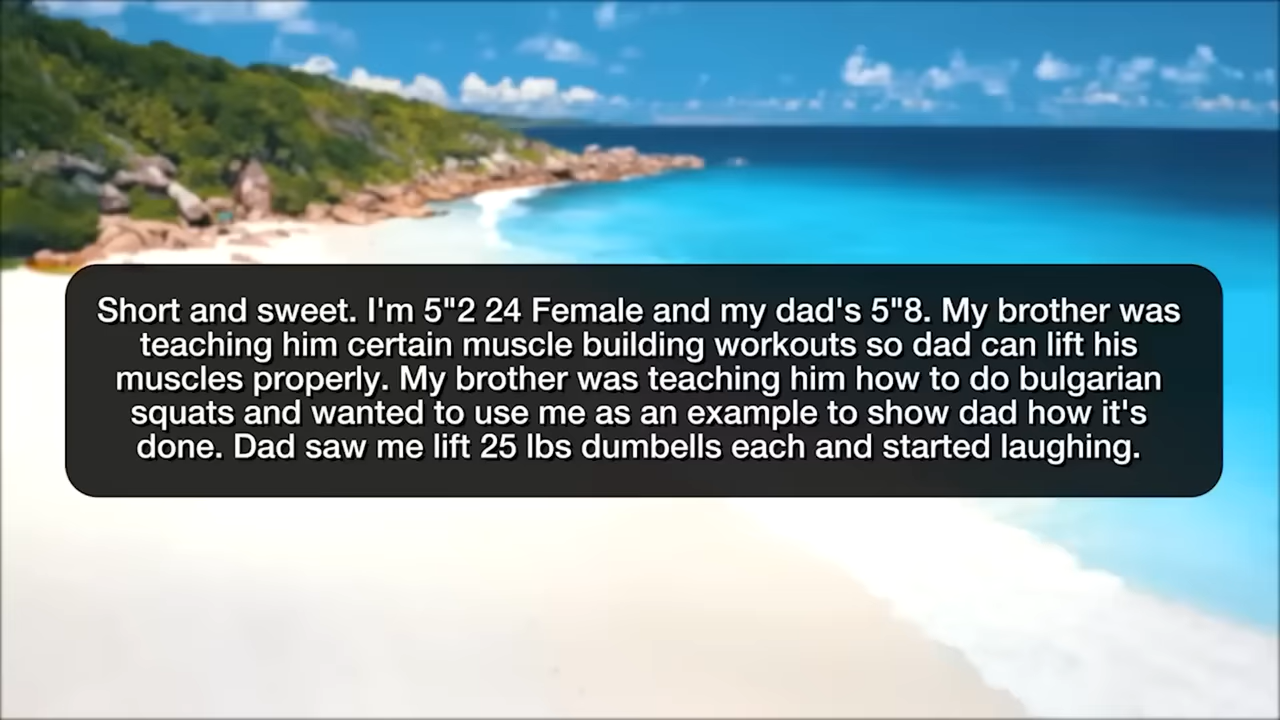 Short and sweet. I'm 5"2 24 Female and my dad's 5"8. My brother was
teaching him certain muscle building workouts so dad can lift his
muscles properly. My brother was teaching him how to do bulgarian
squats and wanted to use me as an example to show dad how it's
done. Dad saw me lift 25 lbs dumbells each and started laughing.